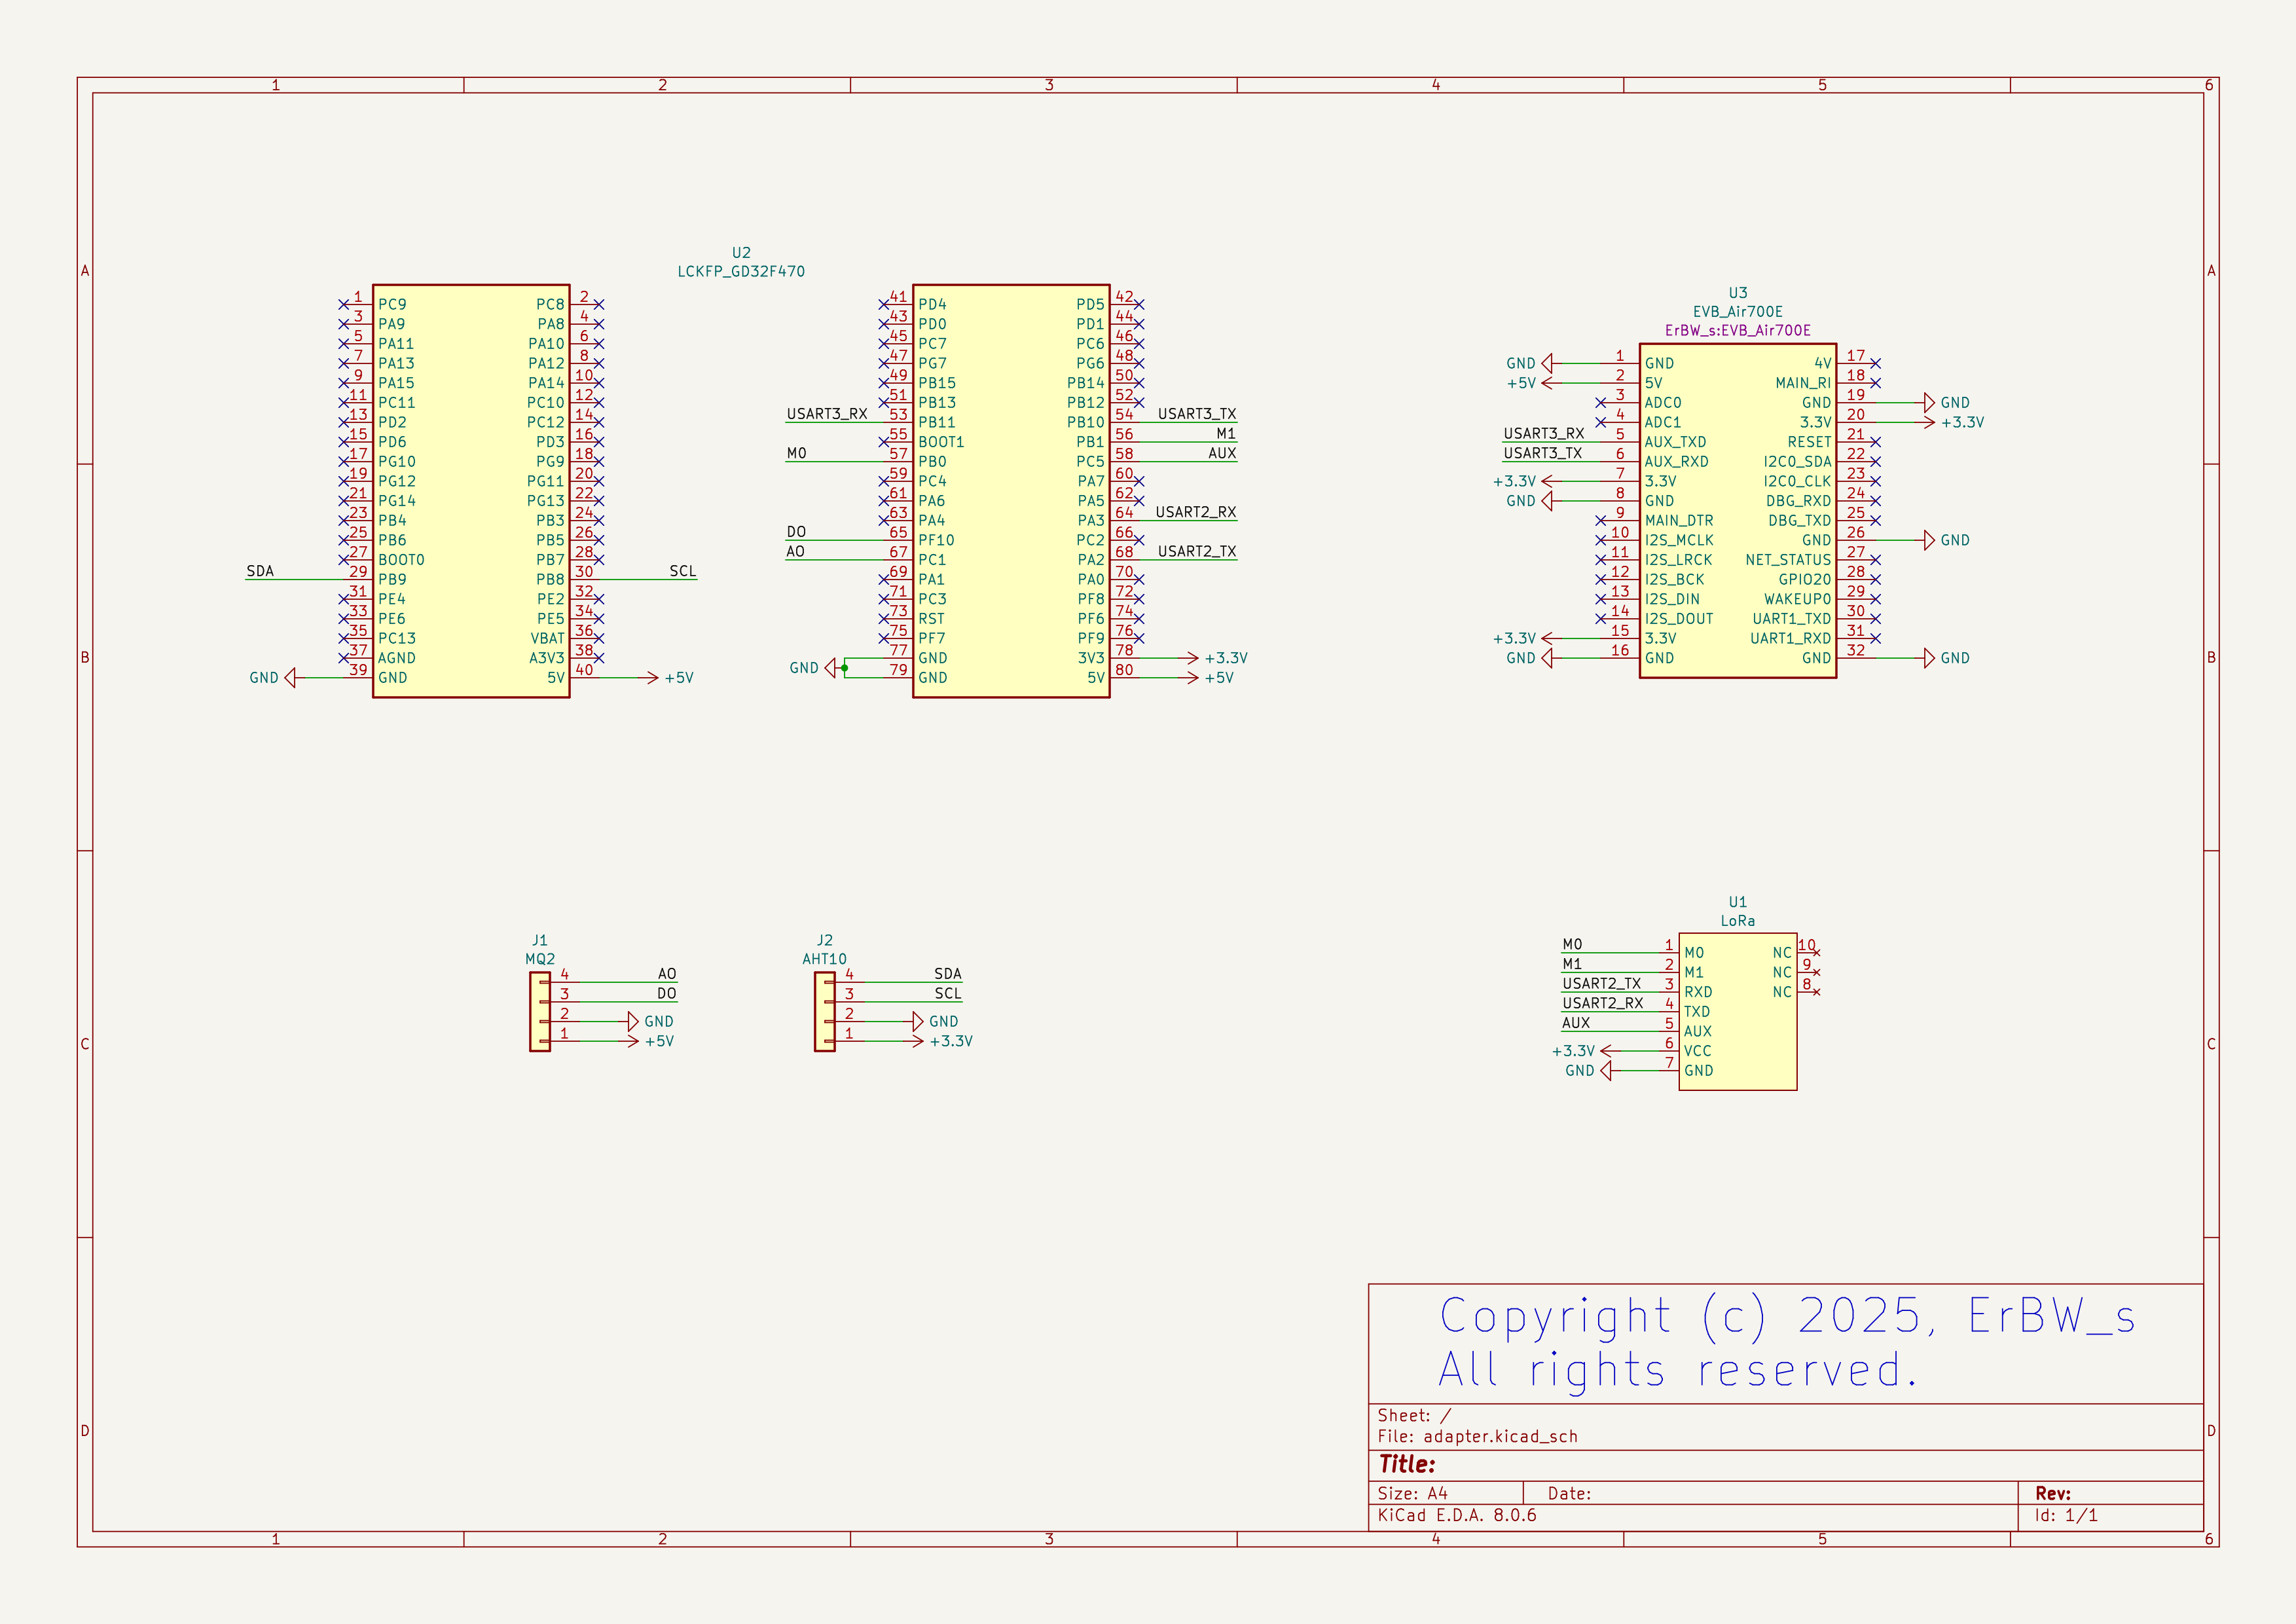 1 2 3 4 5 6
A A
B B
C C
D D
U2
LCKFP_GD32F470
1 PC9 PC8 2
3 PA9 PA8 4
5 PA11 PA10 6
7 PA13 PA12 8
9 PA15 PA14 10
11 PC11 PC10 12
13 PD2 PC12 14
15 PD6 PD3 16
17 PG10 PG9 18
19 PG12 PG11 20
21 PG14 PG13 22
23 PB4 PB3 24
25 PB6 PB5 26
27 BOOT0 PB7 28
SDA 29 PB9 PB8 30 SCL
31 PE4 PE2 32
33 PE6 PE5 34
35 PC13 VBAT 36
37 AGND A3V3 38
GND 39 GND 5V 40 +5V
41 PD4 PD5 42
43 PD0 PD1 44
45 PC7 PC6 46
47 PG7 PG6 48
49 PB15 PB14 50
51 PB13 PB12 52
USART3_RX 53 PB11 PB10 54 USART3_TX
55 BOOT1 PB1 56 M1
M0 57 PB0 PC5 58 AUX
59 PC4 PA7 60
61 PA6 PA5 62
63 PA4 PA3 64 USART2_RX
DO 65 PF10 PC2 66
AO 67 PC1 PA2 68 USART2_TX
69 PA1 PA0 70
71 PC3 PF8 72
73 RST PF6 74
75 PF7 PF9 76
GND 77 GND 3V3 78 +3.3V
79 GND 5V 80 +5V
U3
EVB_Air700E
ErBW_s:EVB_Air700E
GND 1 GND 4V 17
+5V 2 5V MAIN_RI 18
3 ADC0 GND 19 GND
4 ADC1 3.3V 20 +3.3V
USART3_RX 5 AUX_TXD RESET 21
USART3_TX 6 AUX_RXD I2C0_SDA 22
+3.3V 7 3.3V I2C0_CLK 23
GND 8 GND DBG_RXD 24
9 MAIN_DTR DBG_TXD 25
10 I2S_MCLK GND 26 GND
11 I2S_LRCK NET_STATUS 27
12 I2S_BCK GPIO20 28
13 I2S_DIN WAKEUP0 29
14 I2S_DOUT UART1_TXD 30
+3.3V 15 3.3V UART1_RXD 31
GND 16 GND GND 32 GND
J1
MQ2
4 AO
3 DO
2 GND
1 +5V
J2
AHT10
4 SDA
3 SCL
2 GND
1 +3.3V
U1
LoRa
M0 1 M0 NC 10
M1 2 M1 NC 9
USART2_TX 3 RXD NC 8
USART2_RX 4 TXD
AUX 5 AUX
+3.3V 6 VCC
GND 7 GND
Copyright (c) 2025, ErBW_s
All rights reserved.
Sheet: /
File: adapter.kicad_sch
Title:
Size: A4 Date: Rev:
KiCad E.D.A. 8.0.6 Id: 1/1
1 2 3 4 5 6